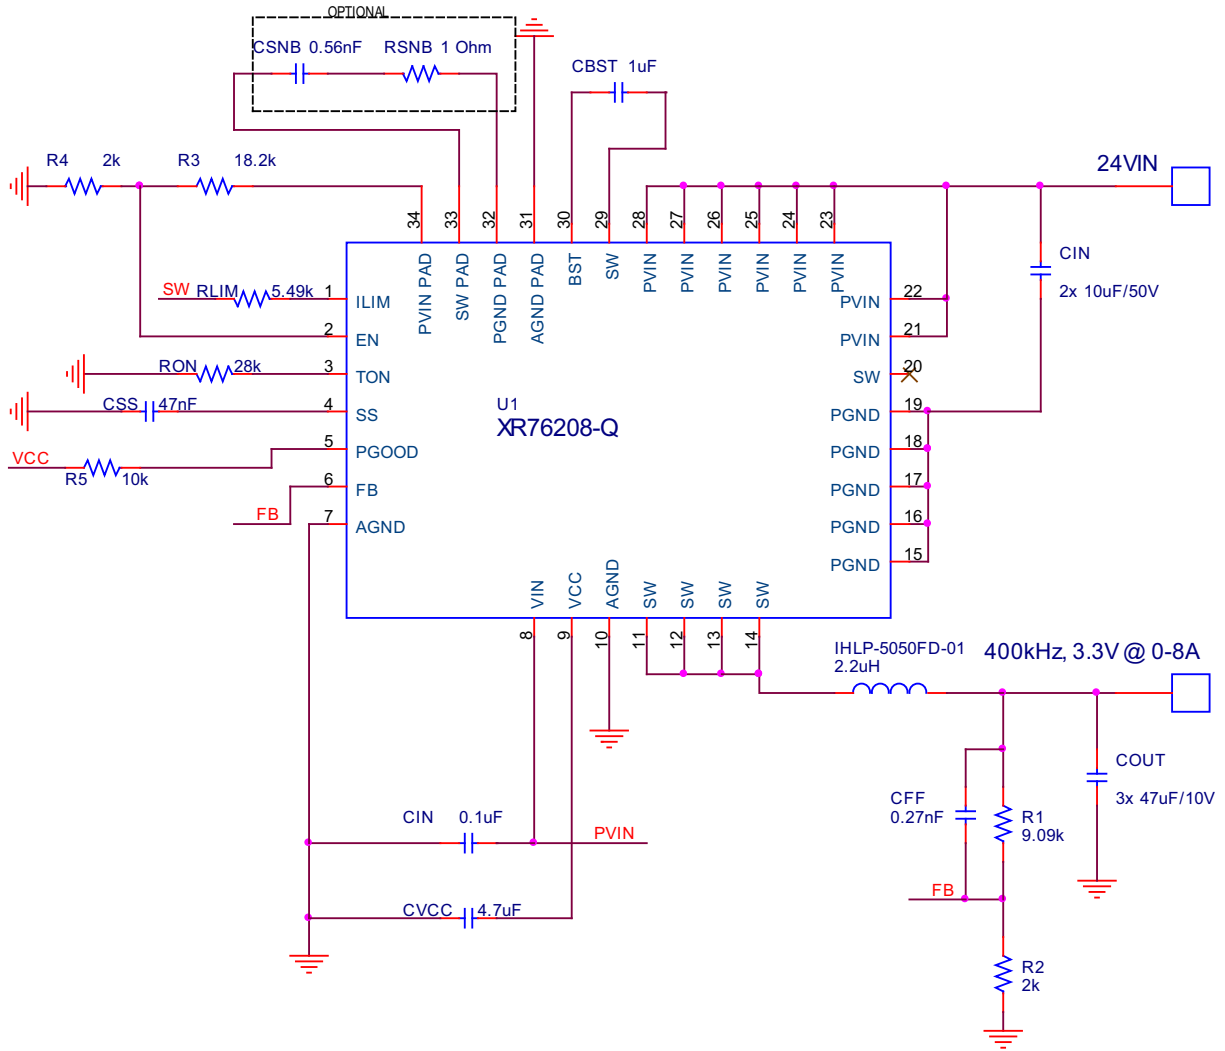 OPTIONAL
CSNB 0.56nF RSNB 1 Ohm
CBST 1uF
R4 2k R3 18.2k
24VIN
34 33 32 31 30 29 28 27 26 25 24 23
PVIN PAD SW PAD PGND PAD AGND PAD BST SW PVIN PVIN PVIN PVIN PVIN PVIN
CIN
2x 10uF/50V
SW RLIM 5.49k 1 ILIM
PVIN 22
2 EN
PVIN 21
RON 28k 3 TON
SW 20
CSS 47nF 4 SS
PGND 19
U1
XR76208-Q
VCC R5 10k 5 PGOOD
PGND 18
FB 6 FB
PGND 17
7 AGND
PGND 16
PGND 15
VIN VCC AGND SW SW SW SW
8 9 10 11 12 13 14
IHLP-5050FD-01
2.2uH
400kHz, 3.3V @ 0-8A
COUT
3x 47uF/10V
CFF
0.27nF
R1
9.09k
CIN 0.1uF PVIN
FB
CVCC 4.7uF
R2
2k